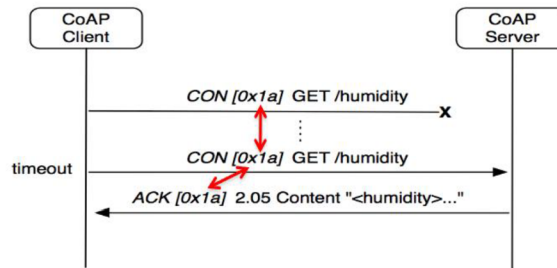 CoAP
Client
CoAP
Server
CON [0x1a] GET /humidity
x
timeout
CON [0x1a] GET /humidity
ACK [0x1a] 2.05 Content "<humidity>..."